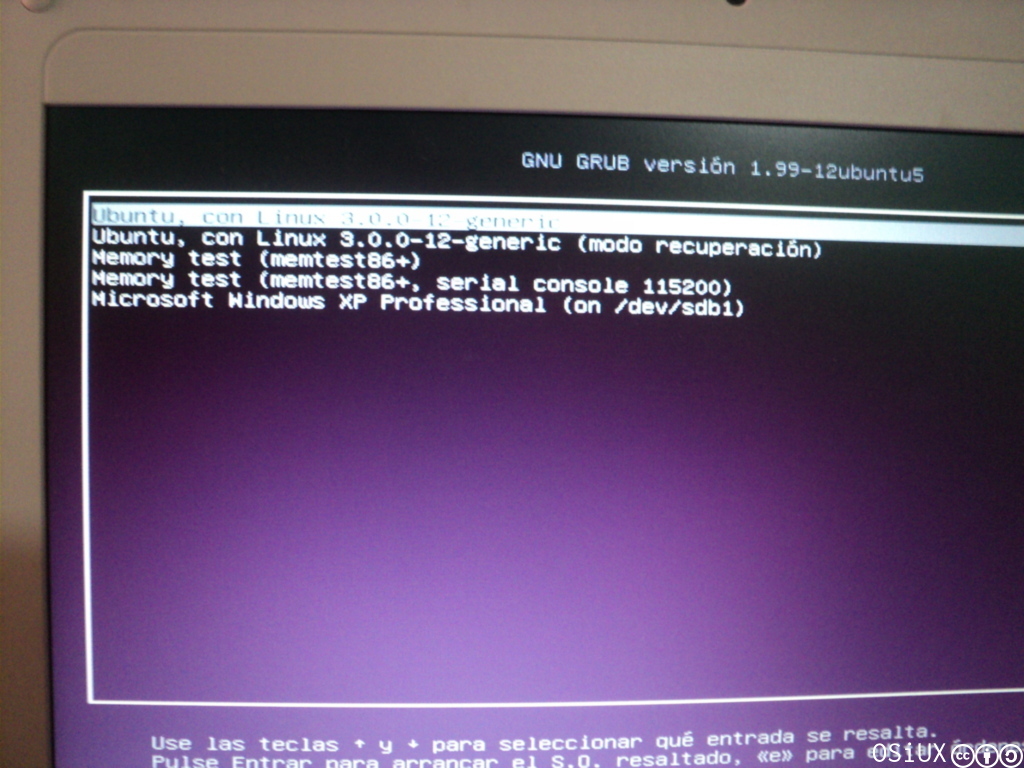 GNU GRUB versión 1.99-12ubuntu5
Ubuntu, con Linux 3.0.0-12-generic
Ubuntu, con Linux 3.0.0-12-generic (modo recuperación)
Memory test (memtest86+)
Memory test (memtest86+, serial console 115200)
Microsoft Windows XP Professional (on /dev/sdb1)
Use las teclas ↑ y ↓ para seleccionar qué entrada se resalta.
Pulse Entrar para arrancar el S.O. resaltado, «e» para
OSiUX cc